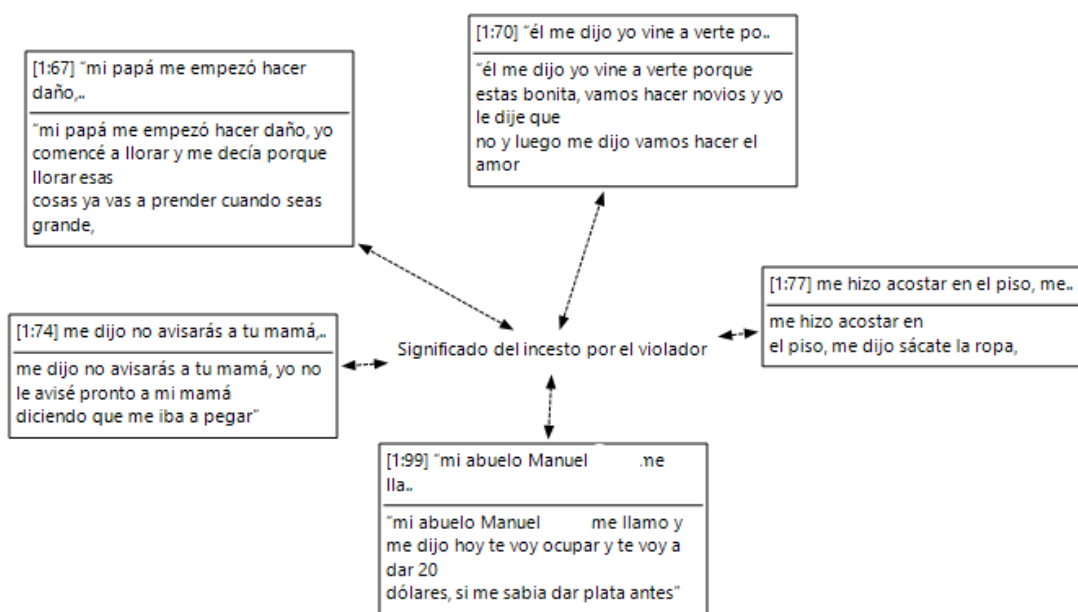 [1:70] “él me dijo yo vine a verte po..
“él me dijo yo vine a verte porque
estas bonita, vamos hacer novios y yo
le dije que
no y luego me dijo vamos hacer el
amor
[1:67] “mi papá me empezó hacer
daño,..
“mi papá me empezó hacer daño, yo
comencé a llorar y me decía porque
llorar esas
cosas ya vas a prender cuando seas
grande,
[1:77] me hizo acostar en el piso, me..
me hizo acostar en
el piso, me dijo sácate la ropa,
[1:74] me dijo no avisarás a tu mamá,..
me dijo no avisarás a tu mamá, yo no
le avisé pronto a mi mamá
diciendo que me iba a pegar”
Significado del incesto por el violador
[1:99] “mi abuelo Manuel
lla..
“mi abuelo Manuel me llamo y
me dijo hoy te voy ocupar y te voy a
dar 20
dólares, si me sabia dar plata antes”